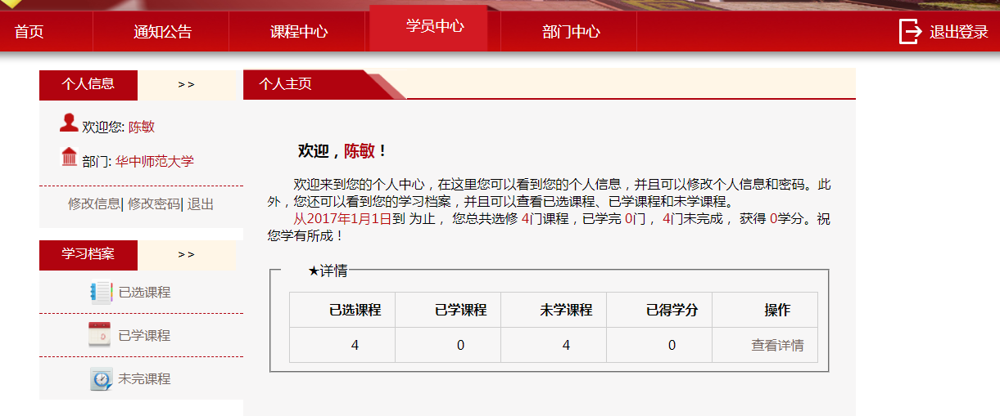 首页 通知公告 课程中心 学员中心 部门中心 退出登录
个人信息 >>
欢迎您: 陈敏
部门: 华中师范大学
修改信息| 修改密码| 退出
学习档案 >>
已选课程
已学课程
未完课程
个人主页
欢迎，陈敏！
欢迎来到您的个人中心，在这里您可以看到您的个人信息，并且可以修改个人信息和密码。此
外，您还可以看到您的学习档案，并且可以查看已选课程、已学课程和未学课程。
从2017年1月1日到 为止， 您总共选修 4门课程，已学完 0门， 4门未完成， 获得 0学分。祝
您学有所成！
★详情
已选课程 已学课程 未学课程 已得学分 操作
4 0 4 0 查看详情